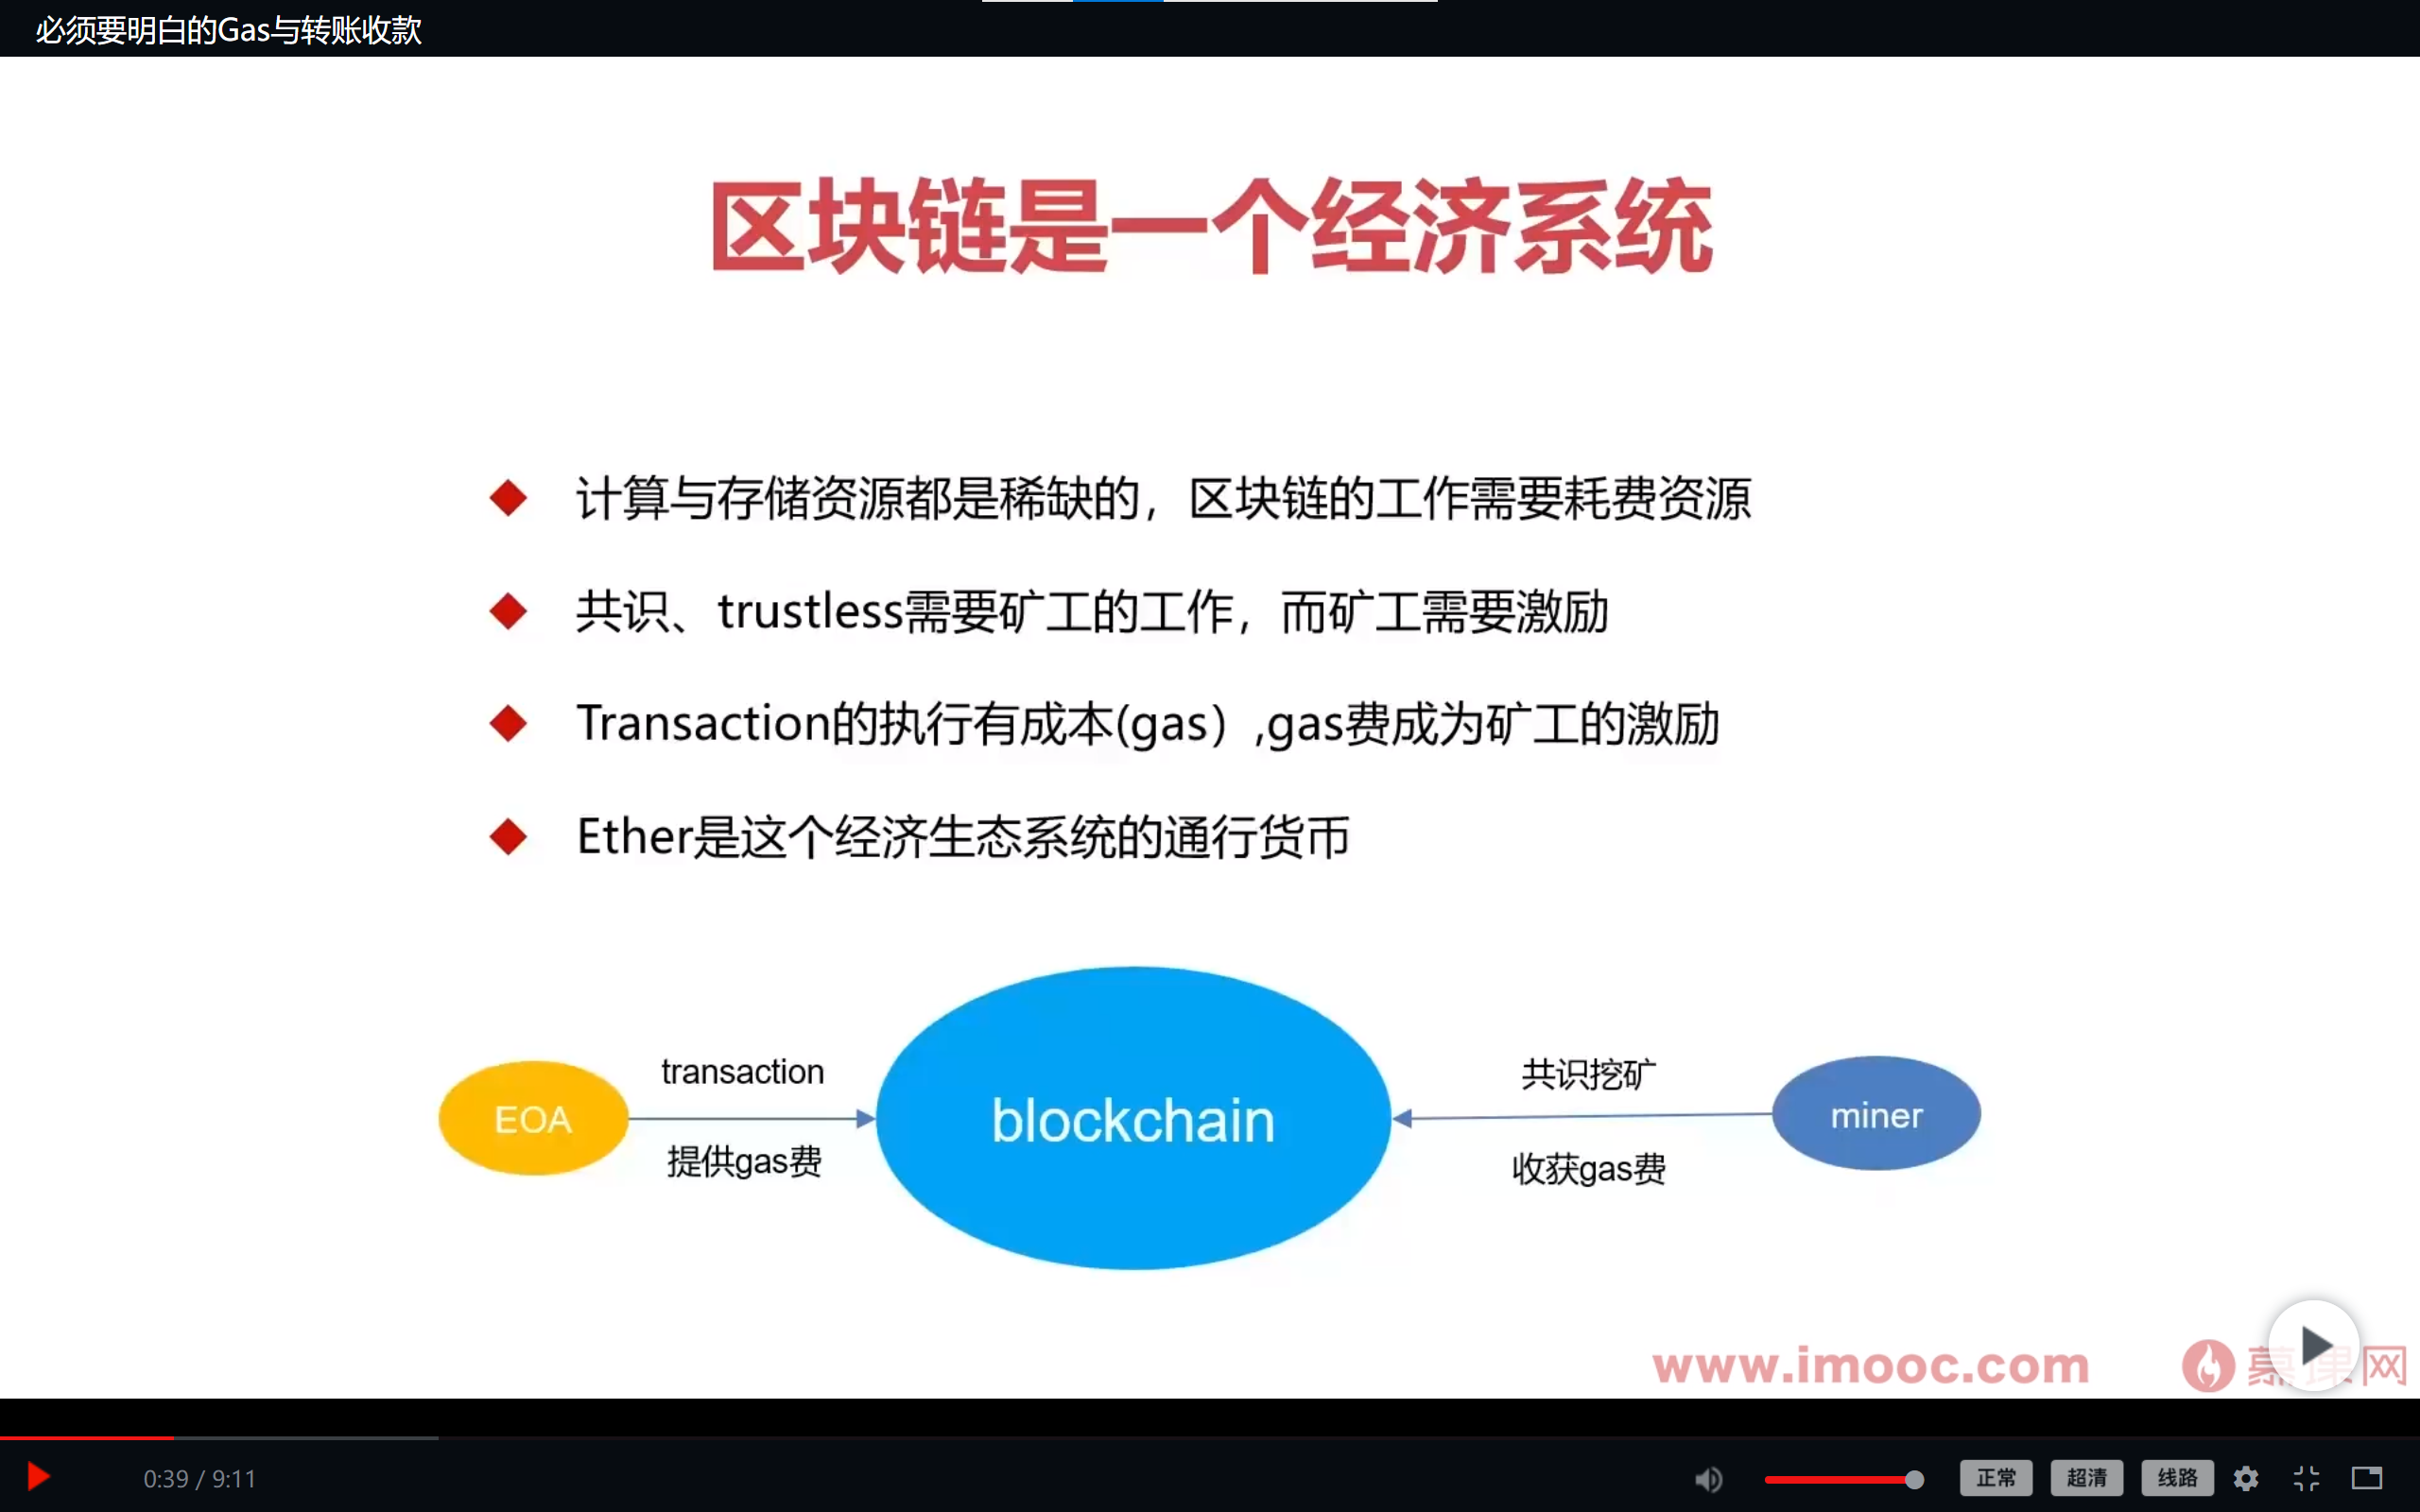 必须要明白的Gas与转账收款
区块链是一个经济系统
计算与存储资源都是稀缺的，区块链的工作需要耗费资源
共识、trustless需要矿工的工作，而矿工需要激励
Transaction的执行有成本(gas）,gas费成为矿工的激励
Ether是这个经济生态系统的通行货币
EOA
transaction
提供gas费
blockchain
共识挖矿
收获gas费
miner
www.imooc.com
慕课网
0:39 / 9:11
正常
超清
线路